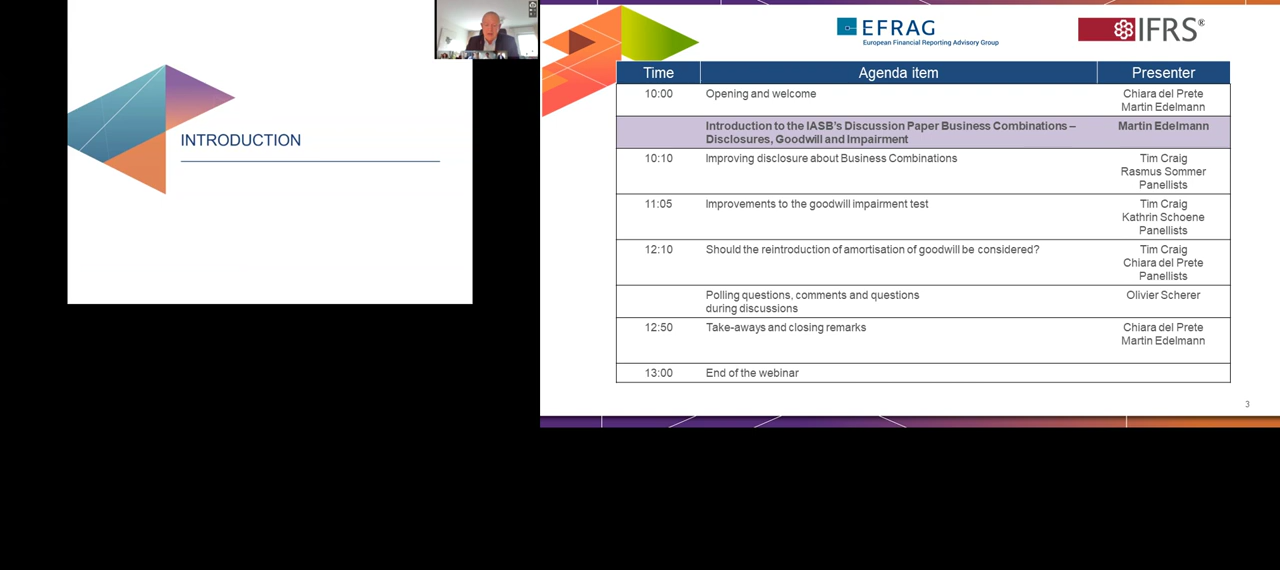 INTRODUCTION
EFRAG
European Financial Reporting Advisory Group
IFRS®
Time Agenda item Presenter
10:00 Opening and welcome Chiara del Prete
Martin Edelmann
Introduction to the IASB's Discussion Paper Business Combinations – Martin Edelmann
Disclosures, Goodwill and Impairment
10:10 Improving disclosure about Business Combinations Tim Craig
Rasmus Sommer
Panellists
11:05 Improvements to the goodwill impairment test Tim Craig
Kathrin Schoene
Panellists
12:10 Should the reintroduction of amortisation of goodwill be considered? Tim Craig
Chiara del Prete
Panellists
Polling questions, comments and questions Olivier Scherer
during discussions
12:50 Take-aways and closing remarks Chiara del Prete
Martin Edelmann
13:00 End of the webinar
3